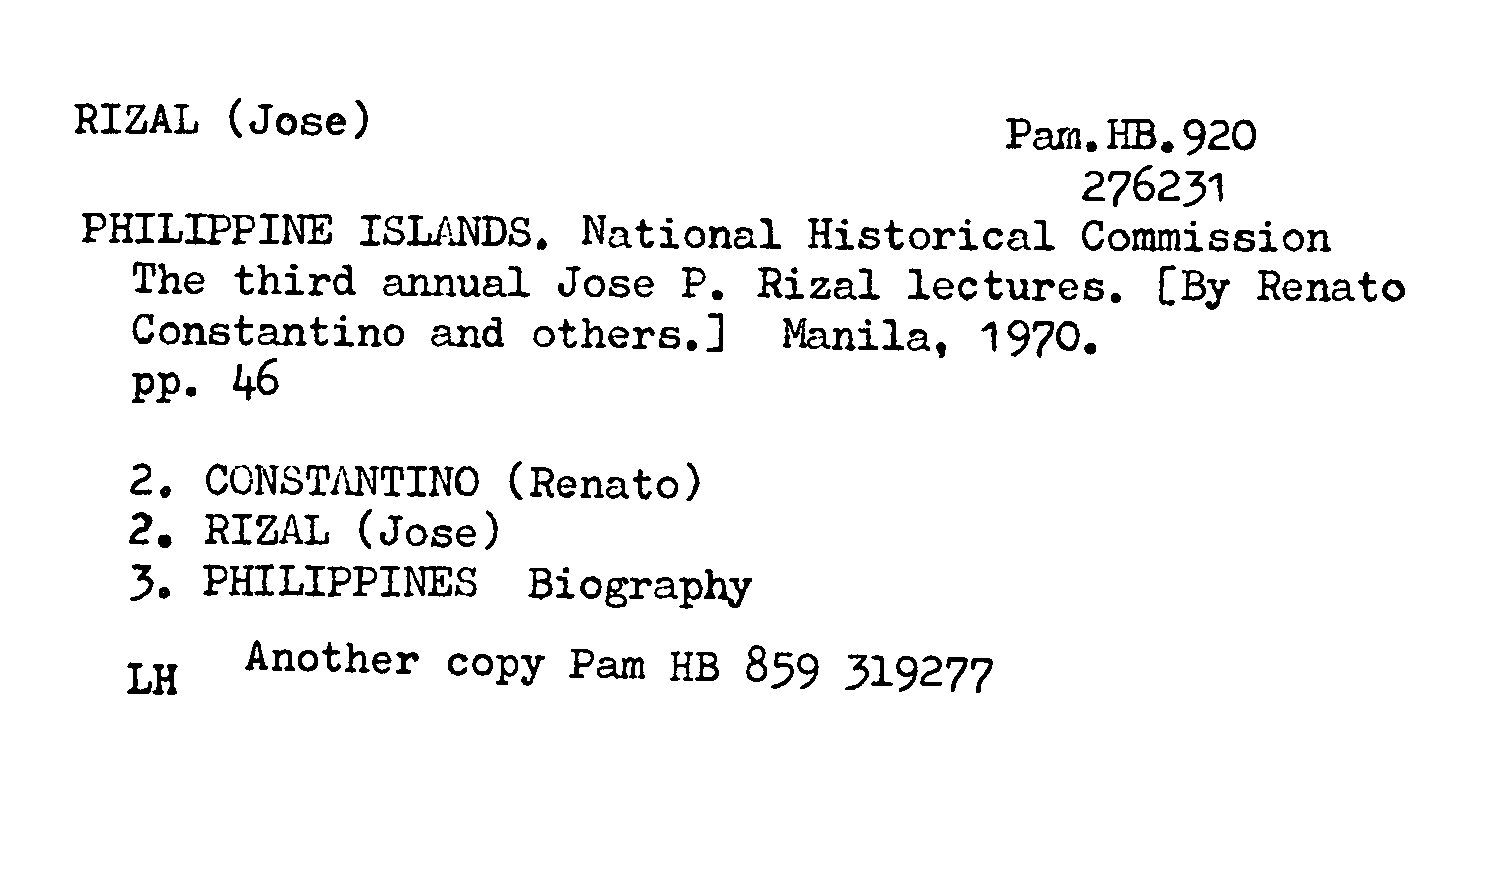 RIZAL (Jose)
Pam.HB.920
276231
PHILIPPINE ISLANDS. National Historical Commission
The third annual Jose P. Rizal lectures. [By Renato
Constantino and others.] Manila, 1970.
pp. 46
2. CONSTANTINO (Renato)
2. RIZAL (Jose)
3. PHILIPPINES Biography
LH Another copy Pam HB 859 319277